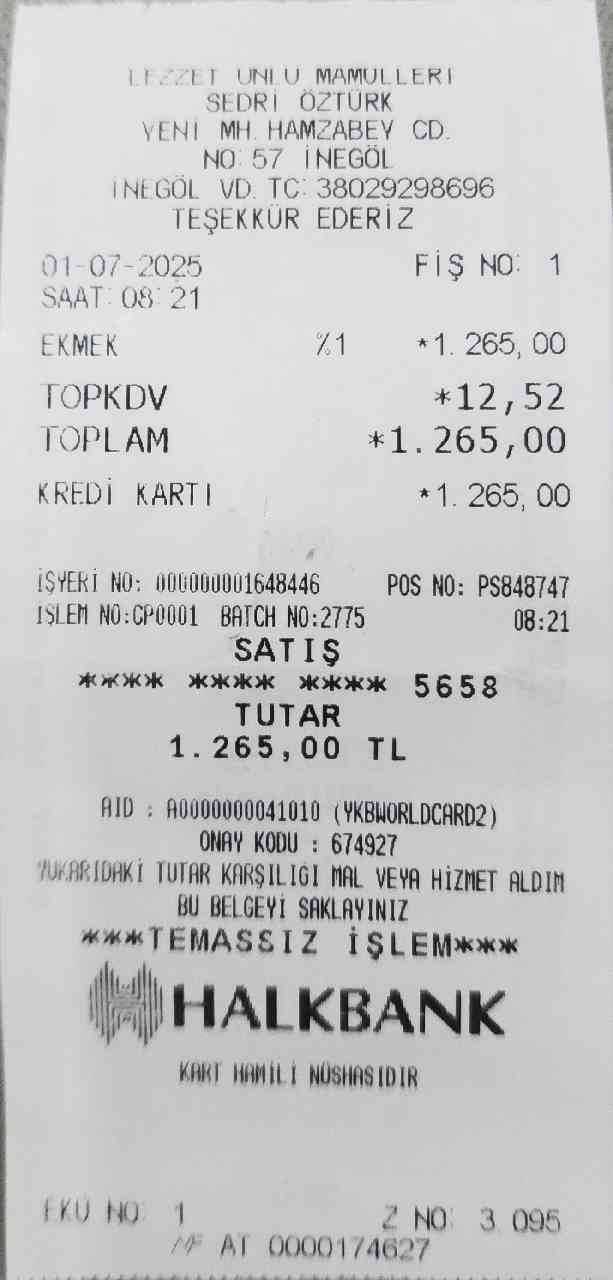 LEZZET UNLU MAMULLERİ
SEDRİ ÖZTÜRK
YENİ MH. HAMZABEY CD.
NO: 57 İNEGÖL
İNEGÖL VD. TC: 38029298696
TEŞEKKÜR EDERİZ
01-07-2025 FİŞ NO: 1
SAAT: 08:21
EKMEK %1 *1.265,00
TOPKDV *12,52
TOPLAM *1.265,00
KREDİ KARTI *1.265,00
İŞYERİ NO: 000000001648446 POS NO: PS848747
İŞLEM NO:CP0001 BATCH NO:2775 08:21
SATIŞ
**** **** **** 5658
TUTAR
1.265,00 TL
AID : A0000000041010 (YKBWORLDCARD2)
ONAY KODU : 674927
YUKARIDAKİ TUTAR KARŞILIĞI MAL VEYA HİZMET ALDIM
BU BELGEYİ SAKLAYINIZ
***TEMASSIZ İŞLEM***
HALKBANK
KART HAMİLİ NÜSHASIDIR
EKÜ NO: 1 Z NO: 3.095
MF AT 0000174627